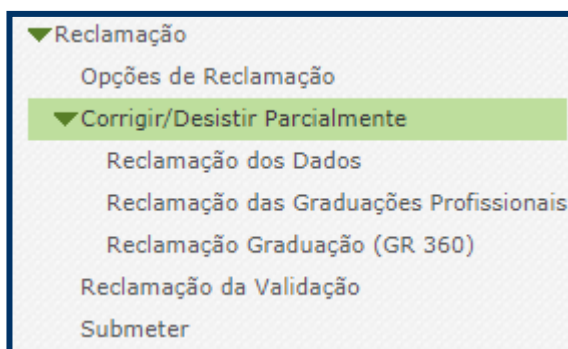 Reclamação
Opções de Reclamação
Corrigir/Desistir Parcialmente
Reclamação dos Dados
Reclamação das Graduações Profissionais
Reclamação Graduação (GR 360)
Reclamação da Validação
Submeter